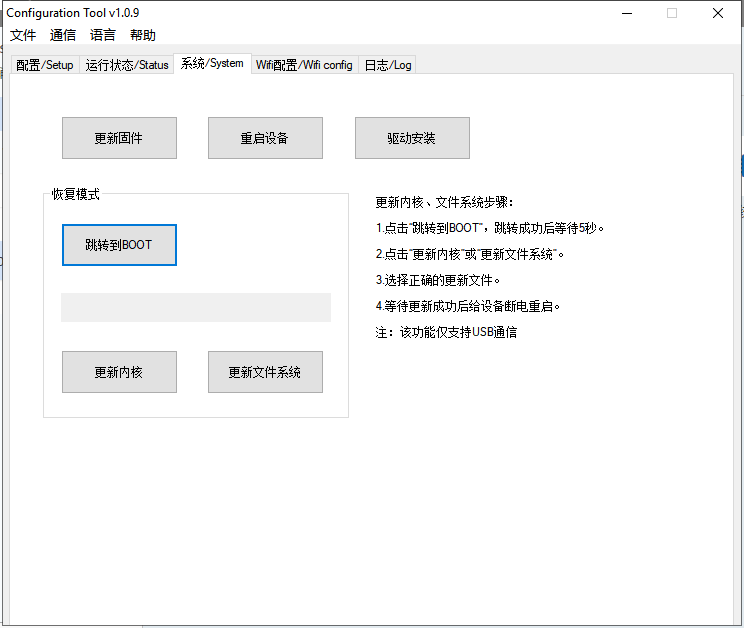 Configuration Tool v1.0.9
文件 通信 语言 帮助
配置/Setup 运行状态/Status 系统/System Wifi配置/Wifi config 日志/Log
更新固件 重启设备 驱动安装
恢复模式
跳转到BOOT
更新内核 更新文件系统
更新内核、文件系统步骤：
1.点击"跳转到BOOT"，跳转成功后等待5秒。
2.点击"更新内核"或"更新文件系统"。
3.选择正确的更新文件。
4.等待更新成功后给设备断电重启。
注：该功能仅支持USB通信